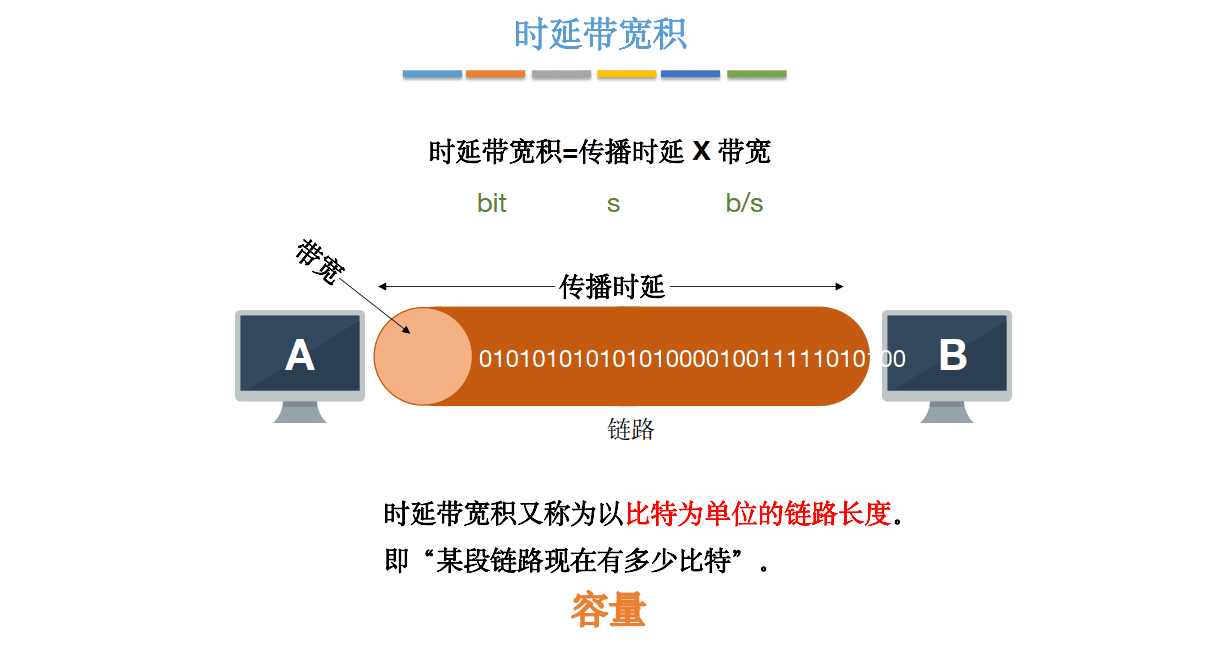 时延带宽积
时延带宽积=传播时延 X 带宽
bit s b/s
带宽
传播时延
A
01010101010101000010011111010100
B
链路
时延带宽积又称为以比特为单位的链路长度。
即“某段链路现在有多少比特”。
容量